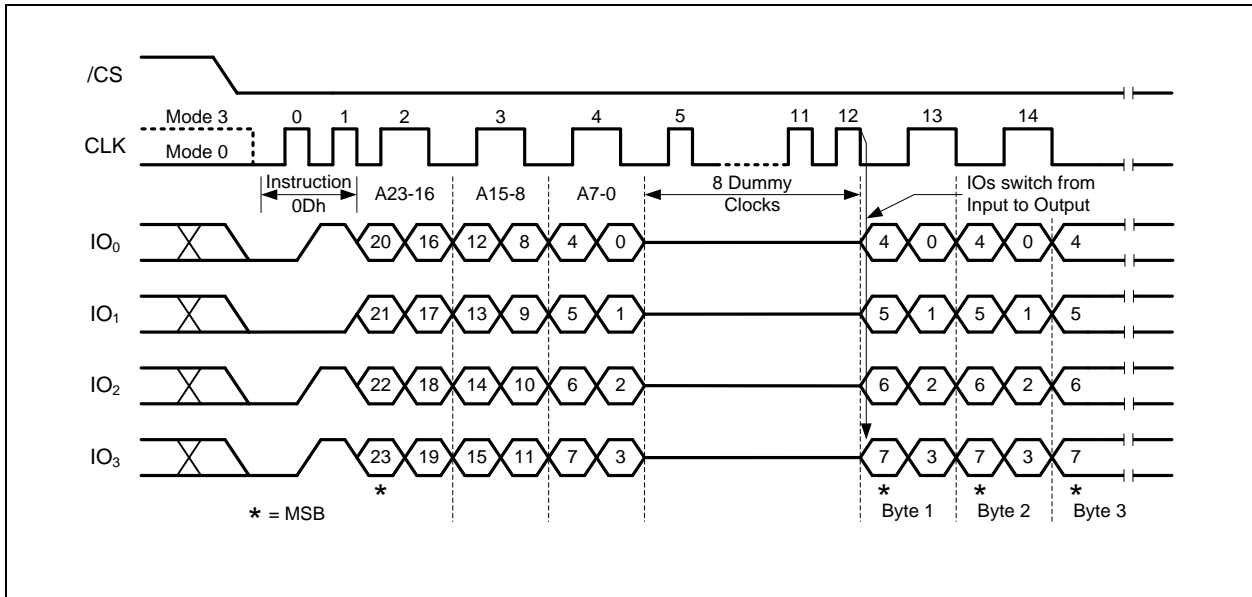 /CS
Mode 3 0 1 2 3 4 5 11 12 13 14
CLK
Mode 0
Instruction
0Dh
A23-16 A15-8 A7-0
8 Dummy
Clocks
IOs switch from
Input to Output
IO₀ 20 16 12 8 4 0 4 0 4 0 4
IO₁ 21 17 13 9 5 1 5 1 5 1 5
IO₂ 22 18 14 10 6 2 6 2 6 2 6
IO₃ 23 19 15 11 7 3 7 3 7 3 7
* * * *
* = MSB
Byte 1 Byte 2 Byte 3